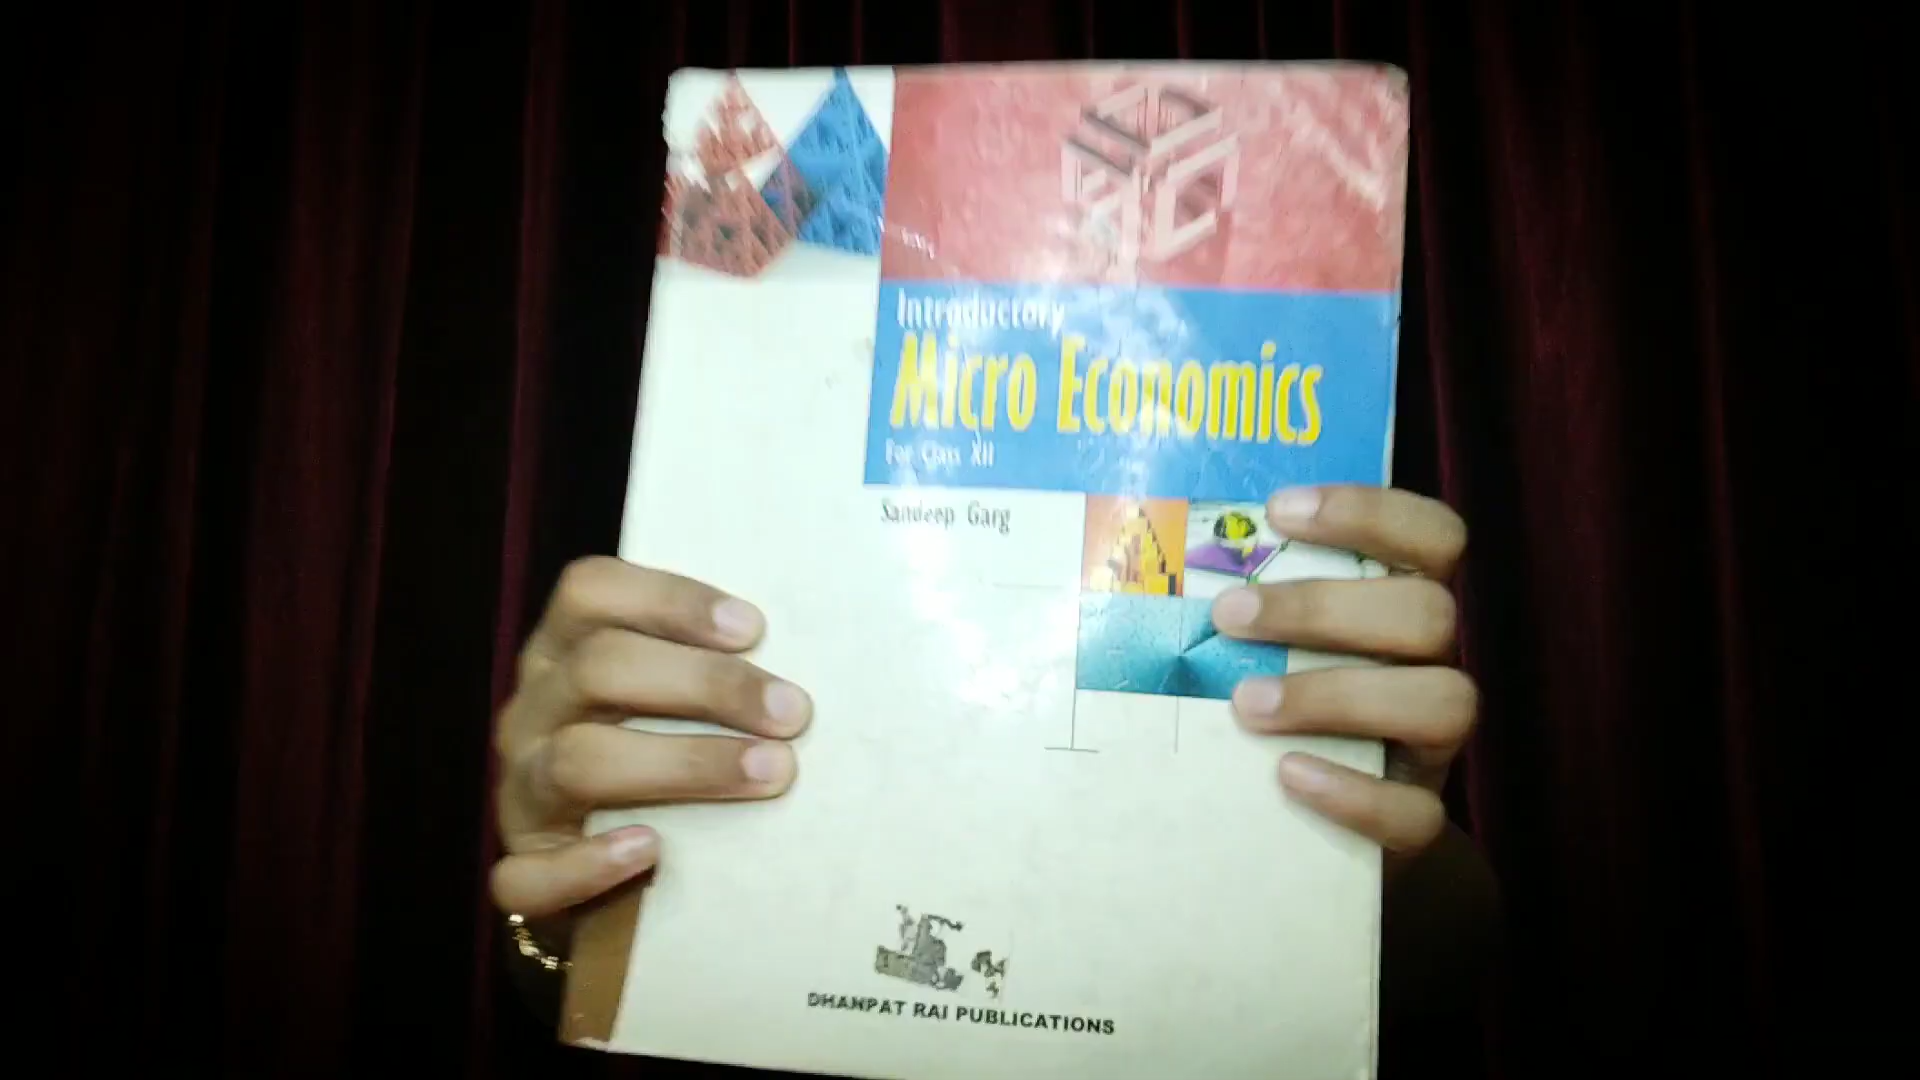 Introductory
Micro Economics
For Class XII
Sandeep Garg
DHANPAT RAI PUBLICATIONS